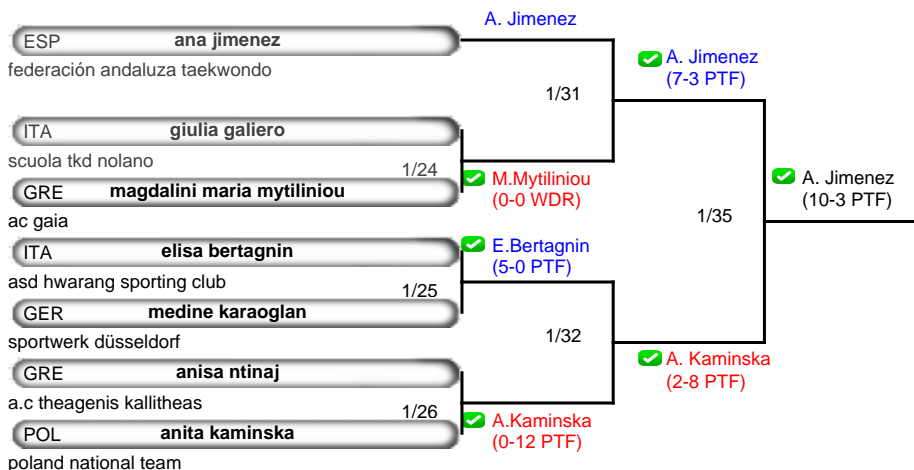 A. Jimenez
ESP ana jimenez
federación andaluza taekwondo
A. Jimenez
(7-3 PTF)
1/31
ITA giulia galiero
scuola tkd nolano
1/24
GRE magdalini maria mytiliniou
ac gaia
M.Mytiliniou
(0-0 WDR)
A. Jimenez
(10-3 PTF)
1/35
ITA elisa bertagnin
asd hwarang sporting club
E.Bertagnin
(5-0 PTF)
1/25
GER medine karaoglan
sportwerk düsseldorf
1/32
A. Kaminska
(2-8 PTF)
GRE anisa ntinaj
a.c theagenis kallitheas
1/26
POL anita kaminska
poland national team
A.Kaminska
(0-12 PTF)